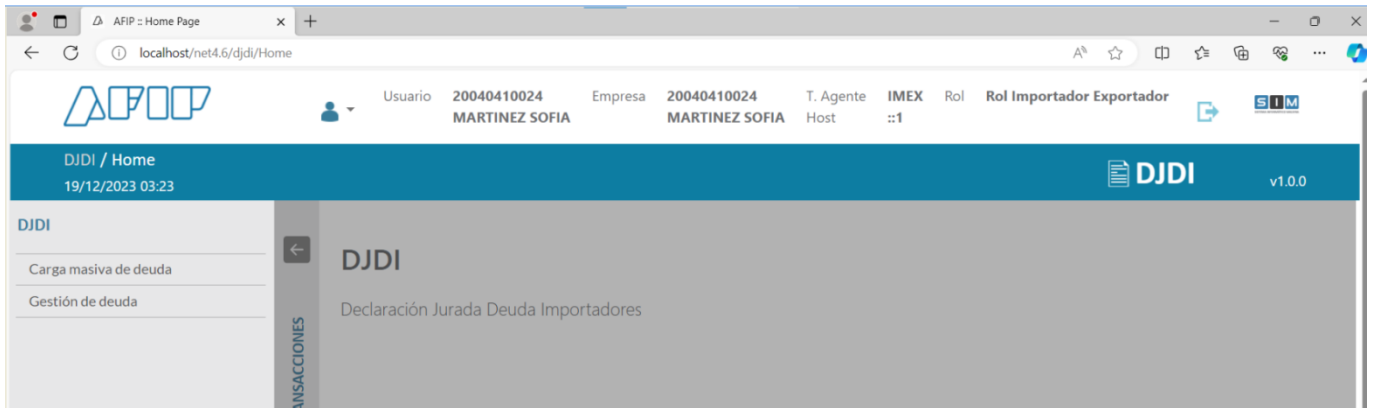 AFIP :: Home Page
localhost/net4.6/djdi/Home
AFIP
Usuario 20040410024 Empresa 20040410024 T. Agente IMEX Rol Rol Importador Exportador
MARTINEZ SOFIA MARTINEZ SOFIA Host ::1
SIM
DJDI / Home
19/12/2023 03:23
DJDI
v1.0.0
DJDI
Carga masiva de deuda
Gestión de deuda
ANSACCIONES
DJDI
Declaración Jurada Deuda Importadores